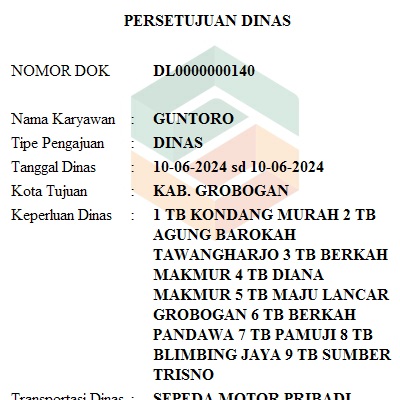 PERSETUJUAN DINAS
NOMOR DOK DL0000000140
Nama Karyawan : GUNTORO
Tipe Pengajuan : DINAS
Tanggal Dinas : 10-06-2024 sd 10-06-2024
Kota Tujuan : KAB. GROBOGAN
Keperluan Dinas : 1 TB KONDANG MURAH 2 TB
AGUNG BAROKAH
TAWANGHARJO 3 TB BERKAH
MAKMUR 4 TB DIANA
MAKMUR 5 TB MAJU LANCAR
GROBOGAN 6 TB BERKAH
PANDAWA 7 TB PAMUJI 8 TB
BLIMBING JAYA 9 TB SUMBER
TRISNO
Transportasi Dinas : SEPEDA MOTOR PRIBADI